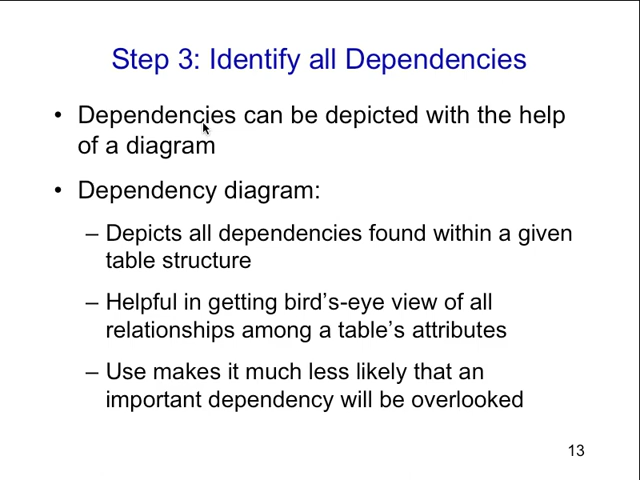 Step 3: Identify all Dependencies
• Dependencies can be depicted with the help
of a diagram
• Dependency diagram:
– Depicts all dependencies found within a given
table structure
– Helpful in getting bird’s-eye view of all
relationships among a table’s attributes
– Use makes it much less likely that an
important dependency will be overlooked
13